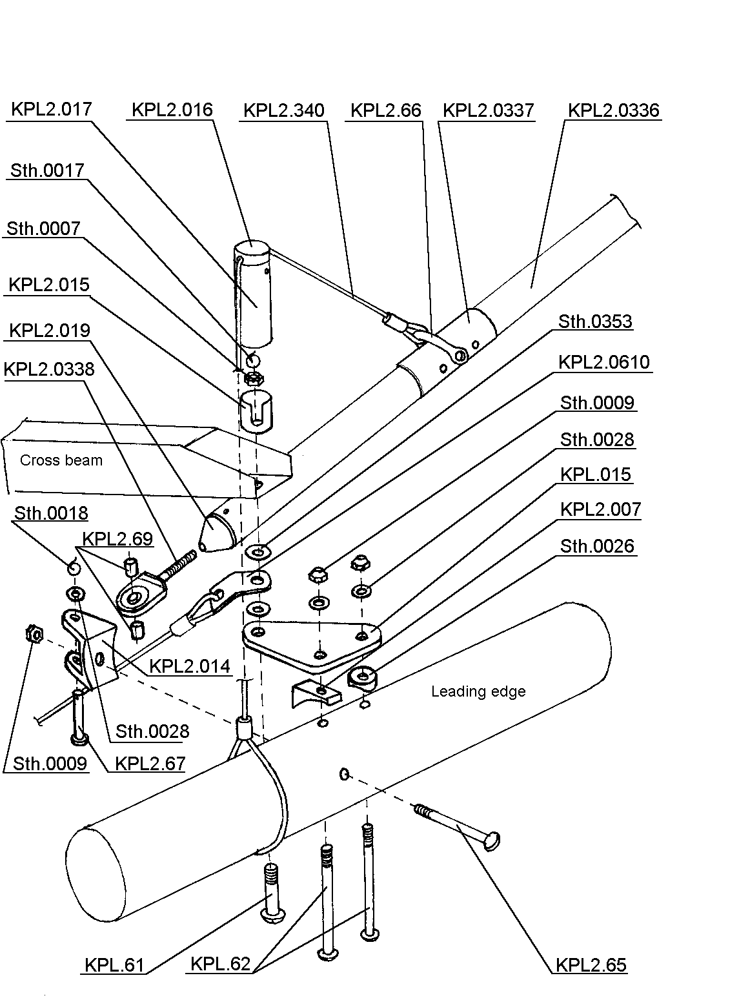 KPL2.017
KPL2.016
KPL2.340
KPL2.66
KPL2.0337
KPL2.0336
Sth.0017
Sth.0007
KPL2.015
KPL2.019
KPL2.0338
Sth.0353
KPL2.0610
Sth.0009
Sth.0028
KPL.015
KPL2.007
Sth.0026
Cross beam
Sth.0018
KPL2.69
KPL2.014
Leading edge
Sth.0028
Sth.0009
KPL2.67
KPL.61
KPL.62
KPL2.65